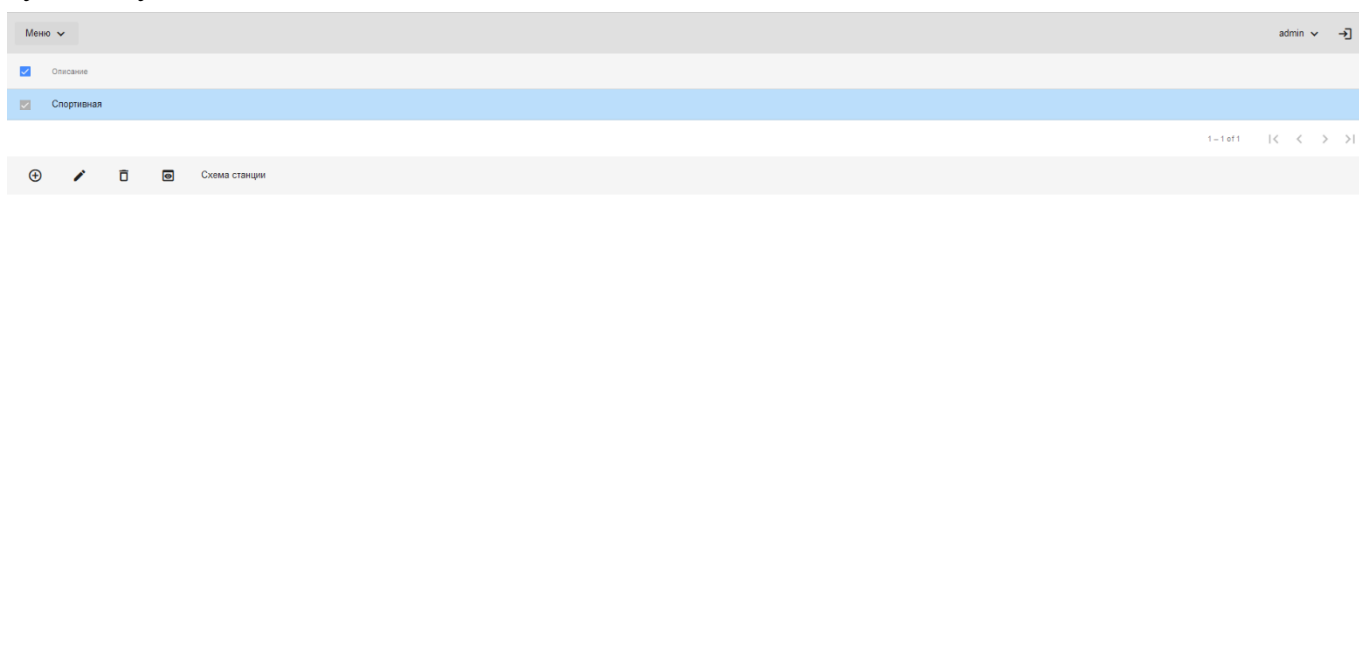 Меню admin
Описание
Спортивная
1 – 1 of 1
Схема станции